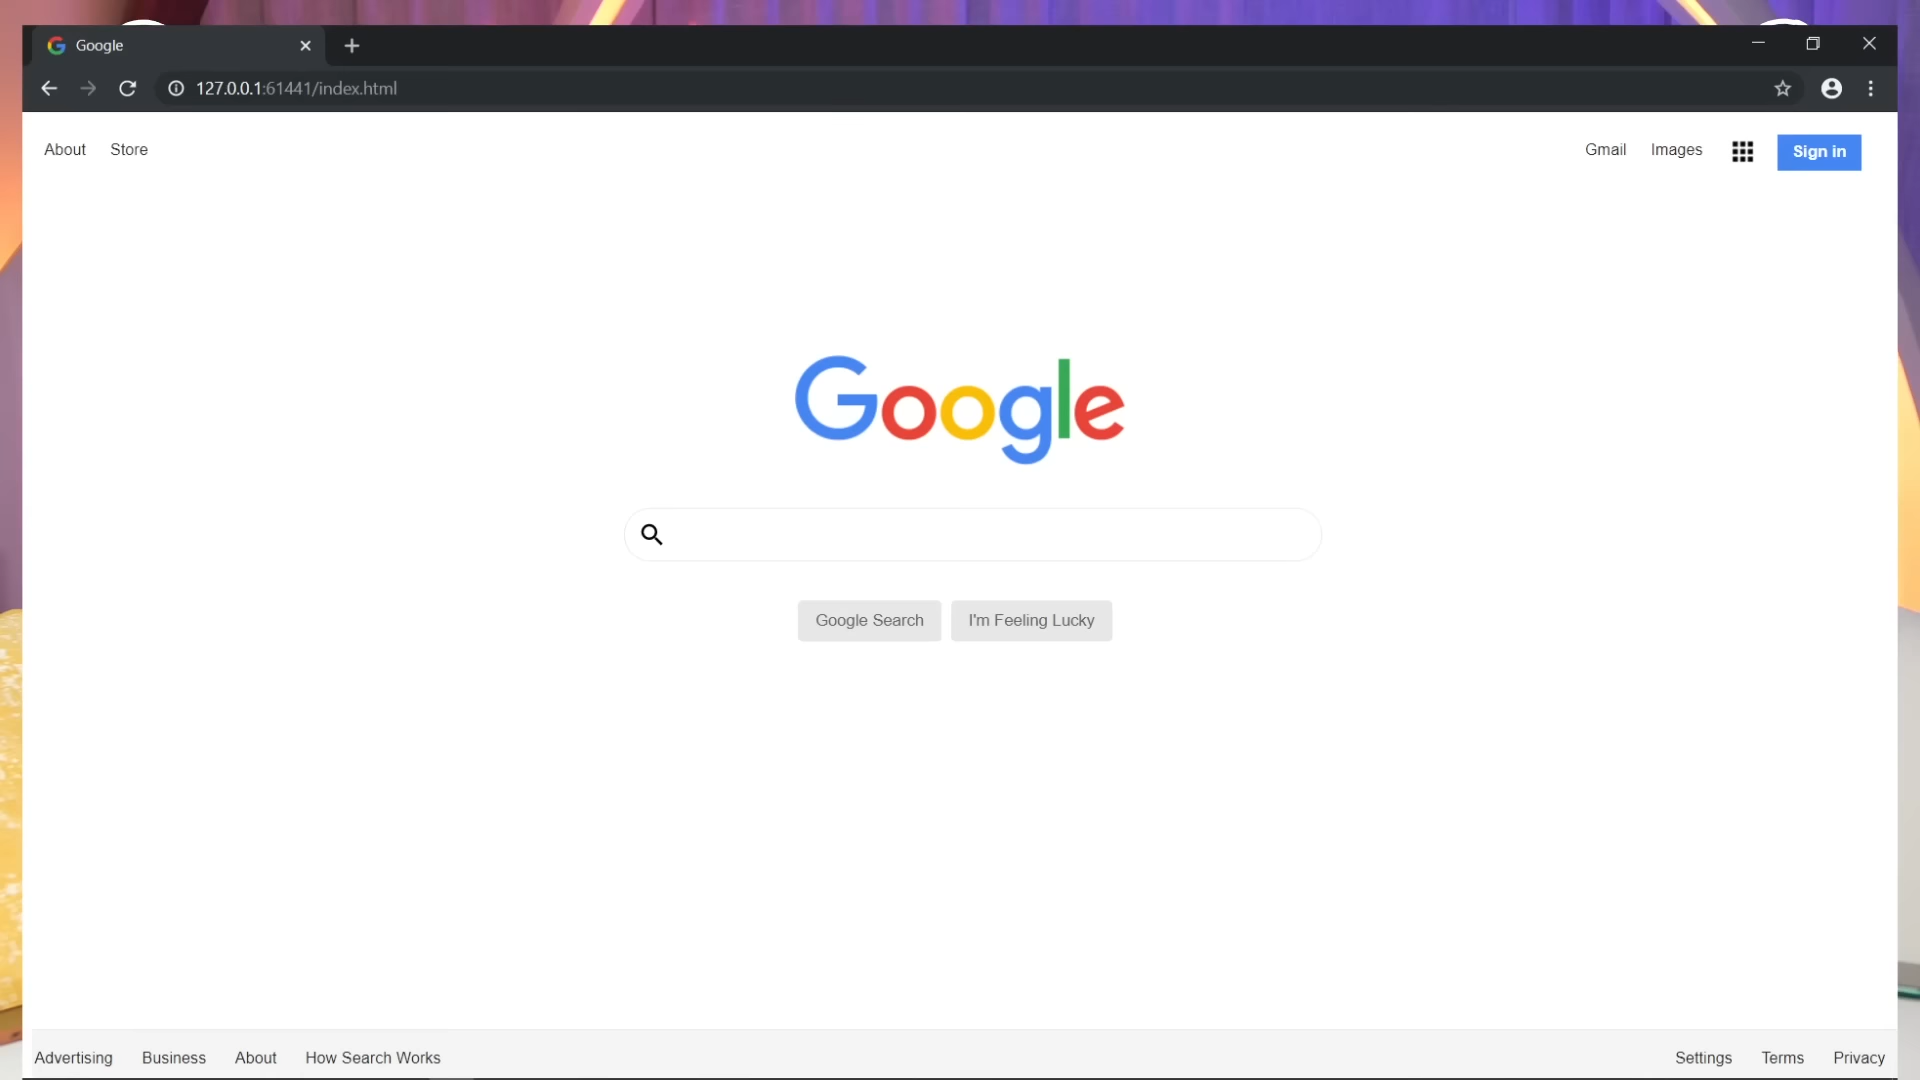 Google
127.0.0.1:61441/index.html
About Store Gmail Images Sign in
Google
Google Search I'm Feeling Lucky
Advertising Business About How Search Works Settings Terms Privacy